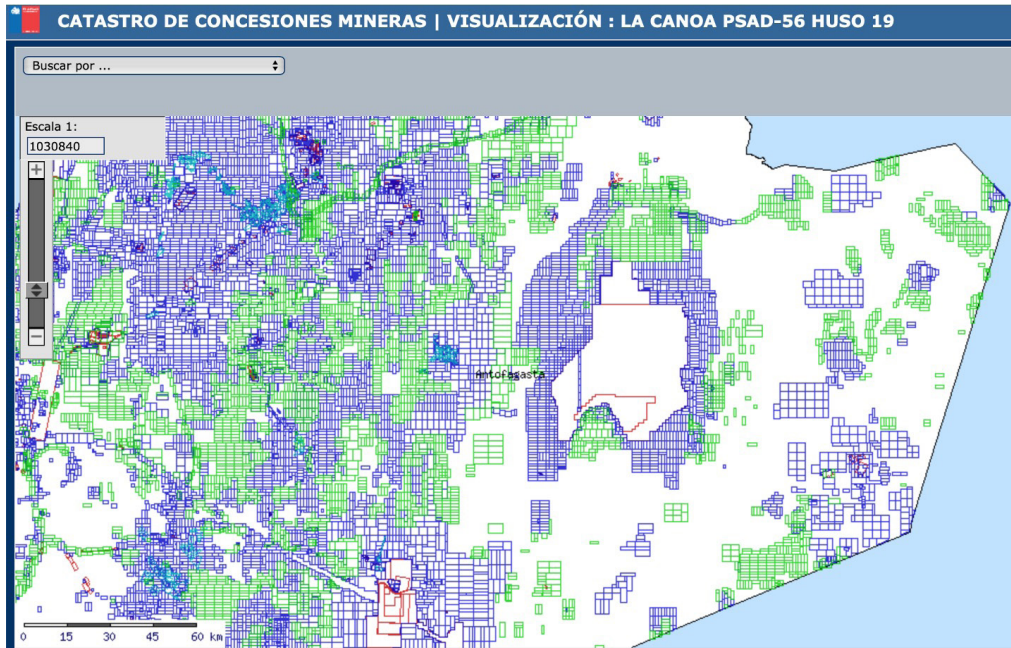 CATASTRO DE CONCESIONES MINERAS | VISUALIZACIÓN : LA CANOA PSAD-56 HUSO 19
Buscar por ...
Escala 1:
1030840
Antofagasta
0 15 30 45 60 km